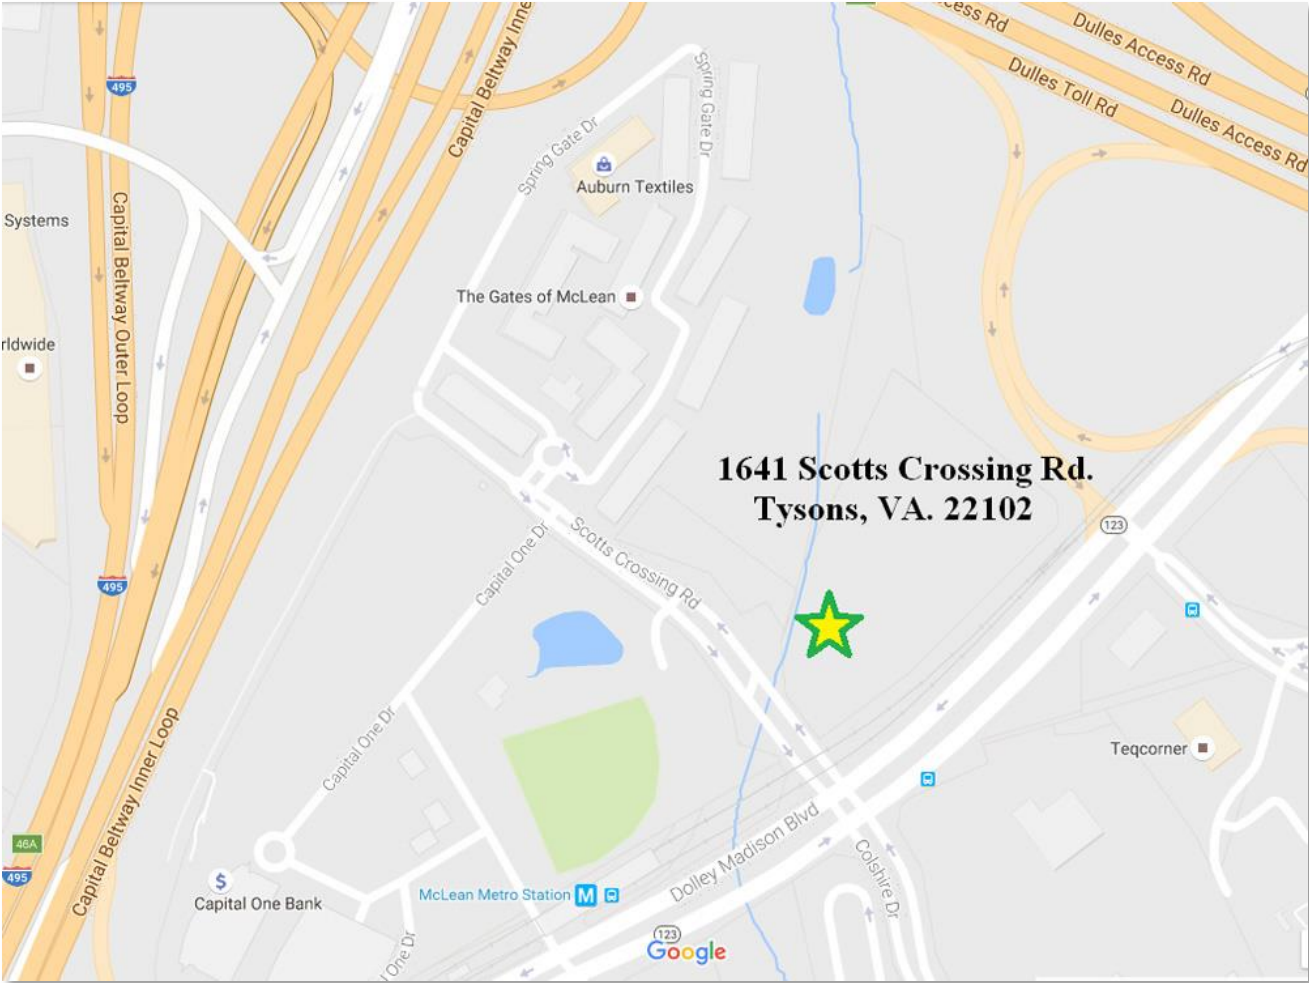 cess Rd
Dulles Access Rd
Dulles Toll Rd
Dulles Access Rd
495
Capital Beltway Inne
Spring Gate Dr
Spring Gate Dr
Auburn Textiles
Systems
Capital Beltway Outer Loop
The Gates of McLean
rldwide
1641 Scotts Crossing Rd.
Tysons, VA. 22102
123
495
Capital One Dr
Scotts Crossing Rd
Capital One Dr
Capital Beltway Inner Loop
Teqcorner
Dolley Madison Blvd
46A
495
$
Capital One Bank
McLean Metro Station M
Colshire Dr
l One Dr
123
Google